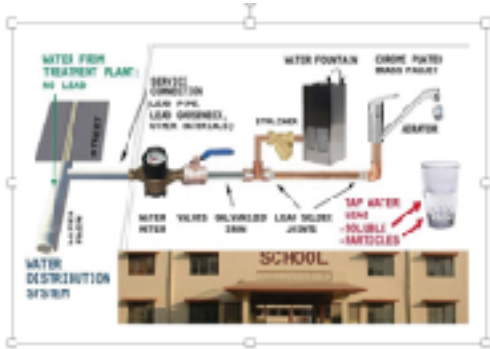 WATER FROM
TREATMENT PLANT:
NO LEAD
STREET
SERVICE
CONNECTION
(LEAD PIPE,
LEAD GOOSENECK,
OTHER MATERIALS)
WATER FOUNTAIN
CHROME PLATED
BRASS FAUCET
STRAINER
AERATOR
WATER
METER
VALVES
GALVANIZED
IRON
LEAD SOLDER
JOINTS
TAP WATER
LEAD
-SOLUBLE
-PARTICLES
WATER
MAIN
WATER
DISTRIBUTION
SYSTEM
SCHOOL